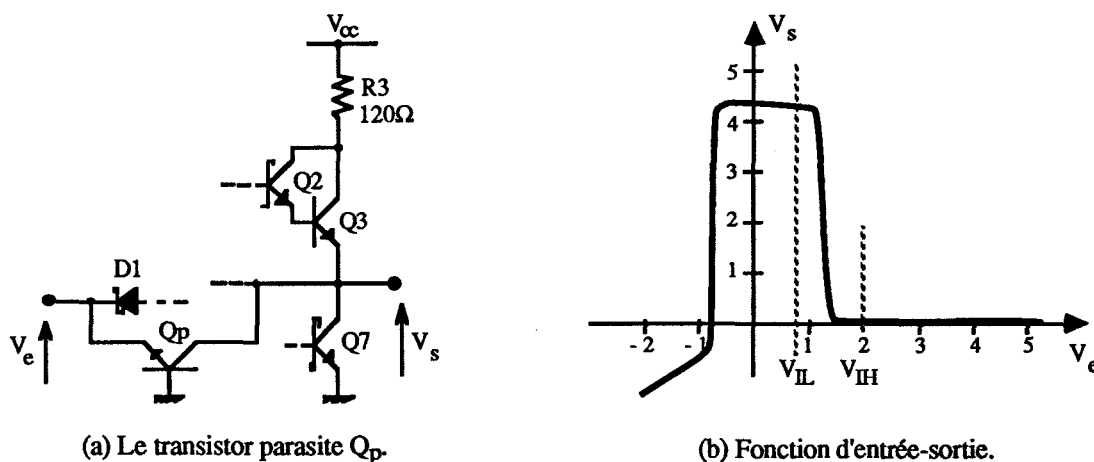 Vcc
R3
120Ω
Q2
Q3
D1
Qp
Q7
Ve
Vs
(a) Le transistor parasite Qp.
Vs
5
4
3
2
1
- 2
- 1
1
2
3
4
5
VIL
VIH
Ve
(b) Fonction d'entrée-sortie.